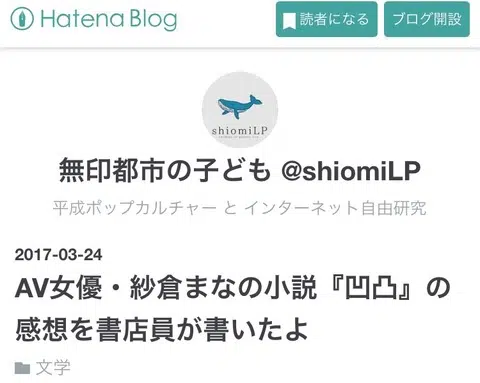 Hatena Blog
読者になる
ブログ開設
shiomiLP
無印都市の子ども @shiomiLP
平成ポップカルチャー と インターネット自由研究
2017-03-24
AV女優・紗倉まなの小説『凹凸』の
感想を書店員が書いたよ
文学